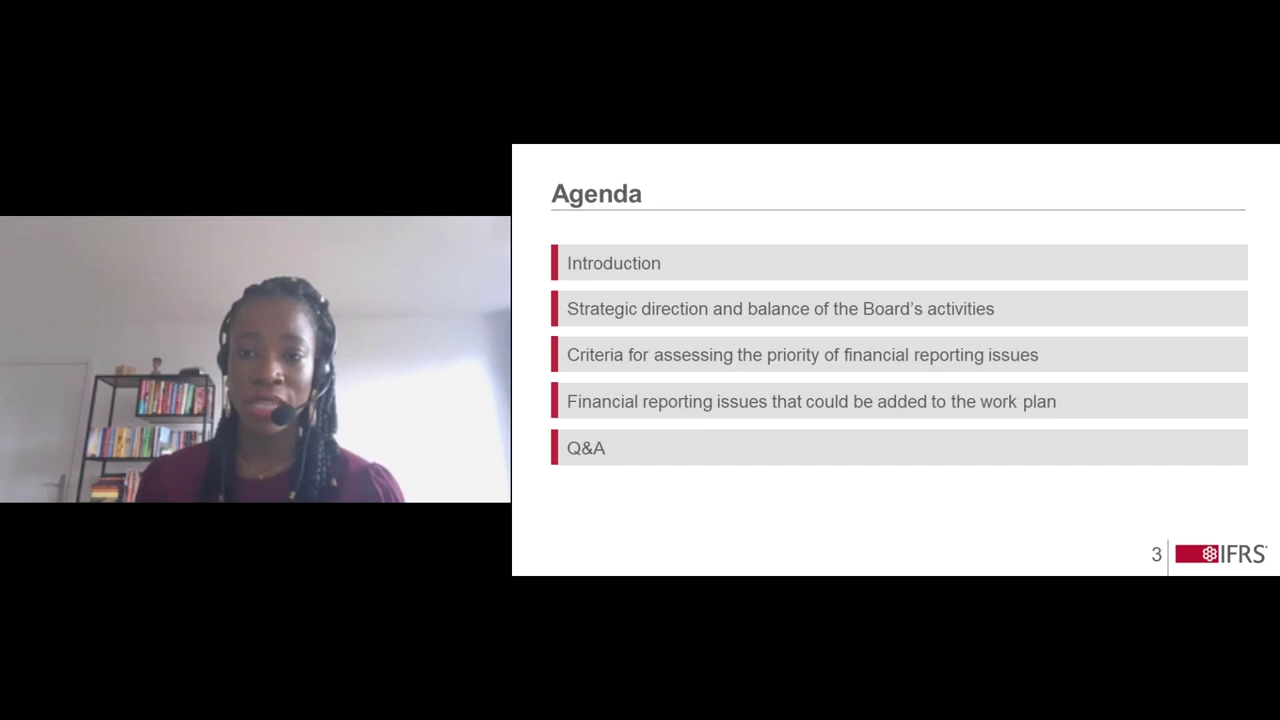 Agenda
Introduction
Strategic direction and balance of the Board’s activities
Criteria for assessing the priority of financial reporting issues
Financial reporting issues that could be added to the work plan
Q&A
3
IFRS